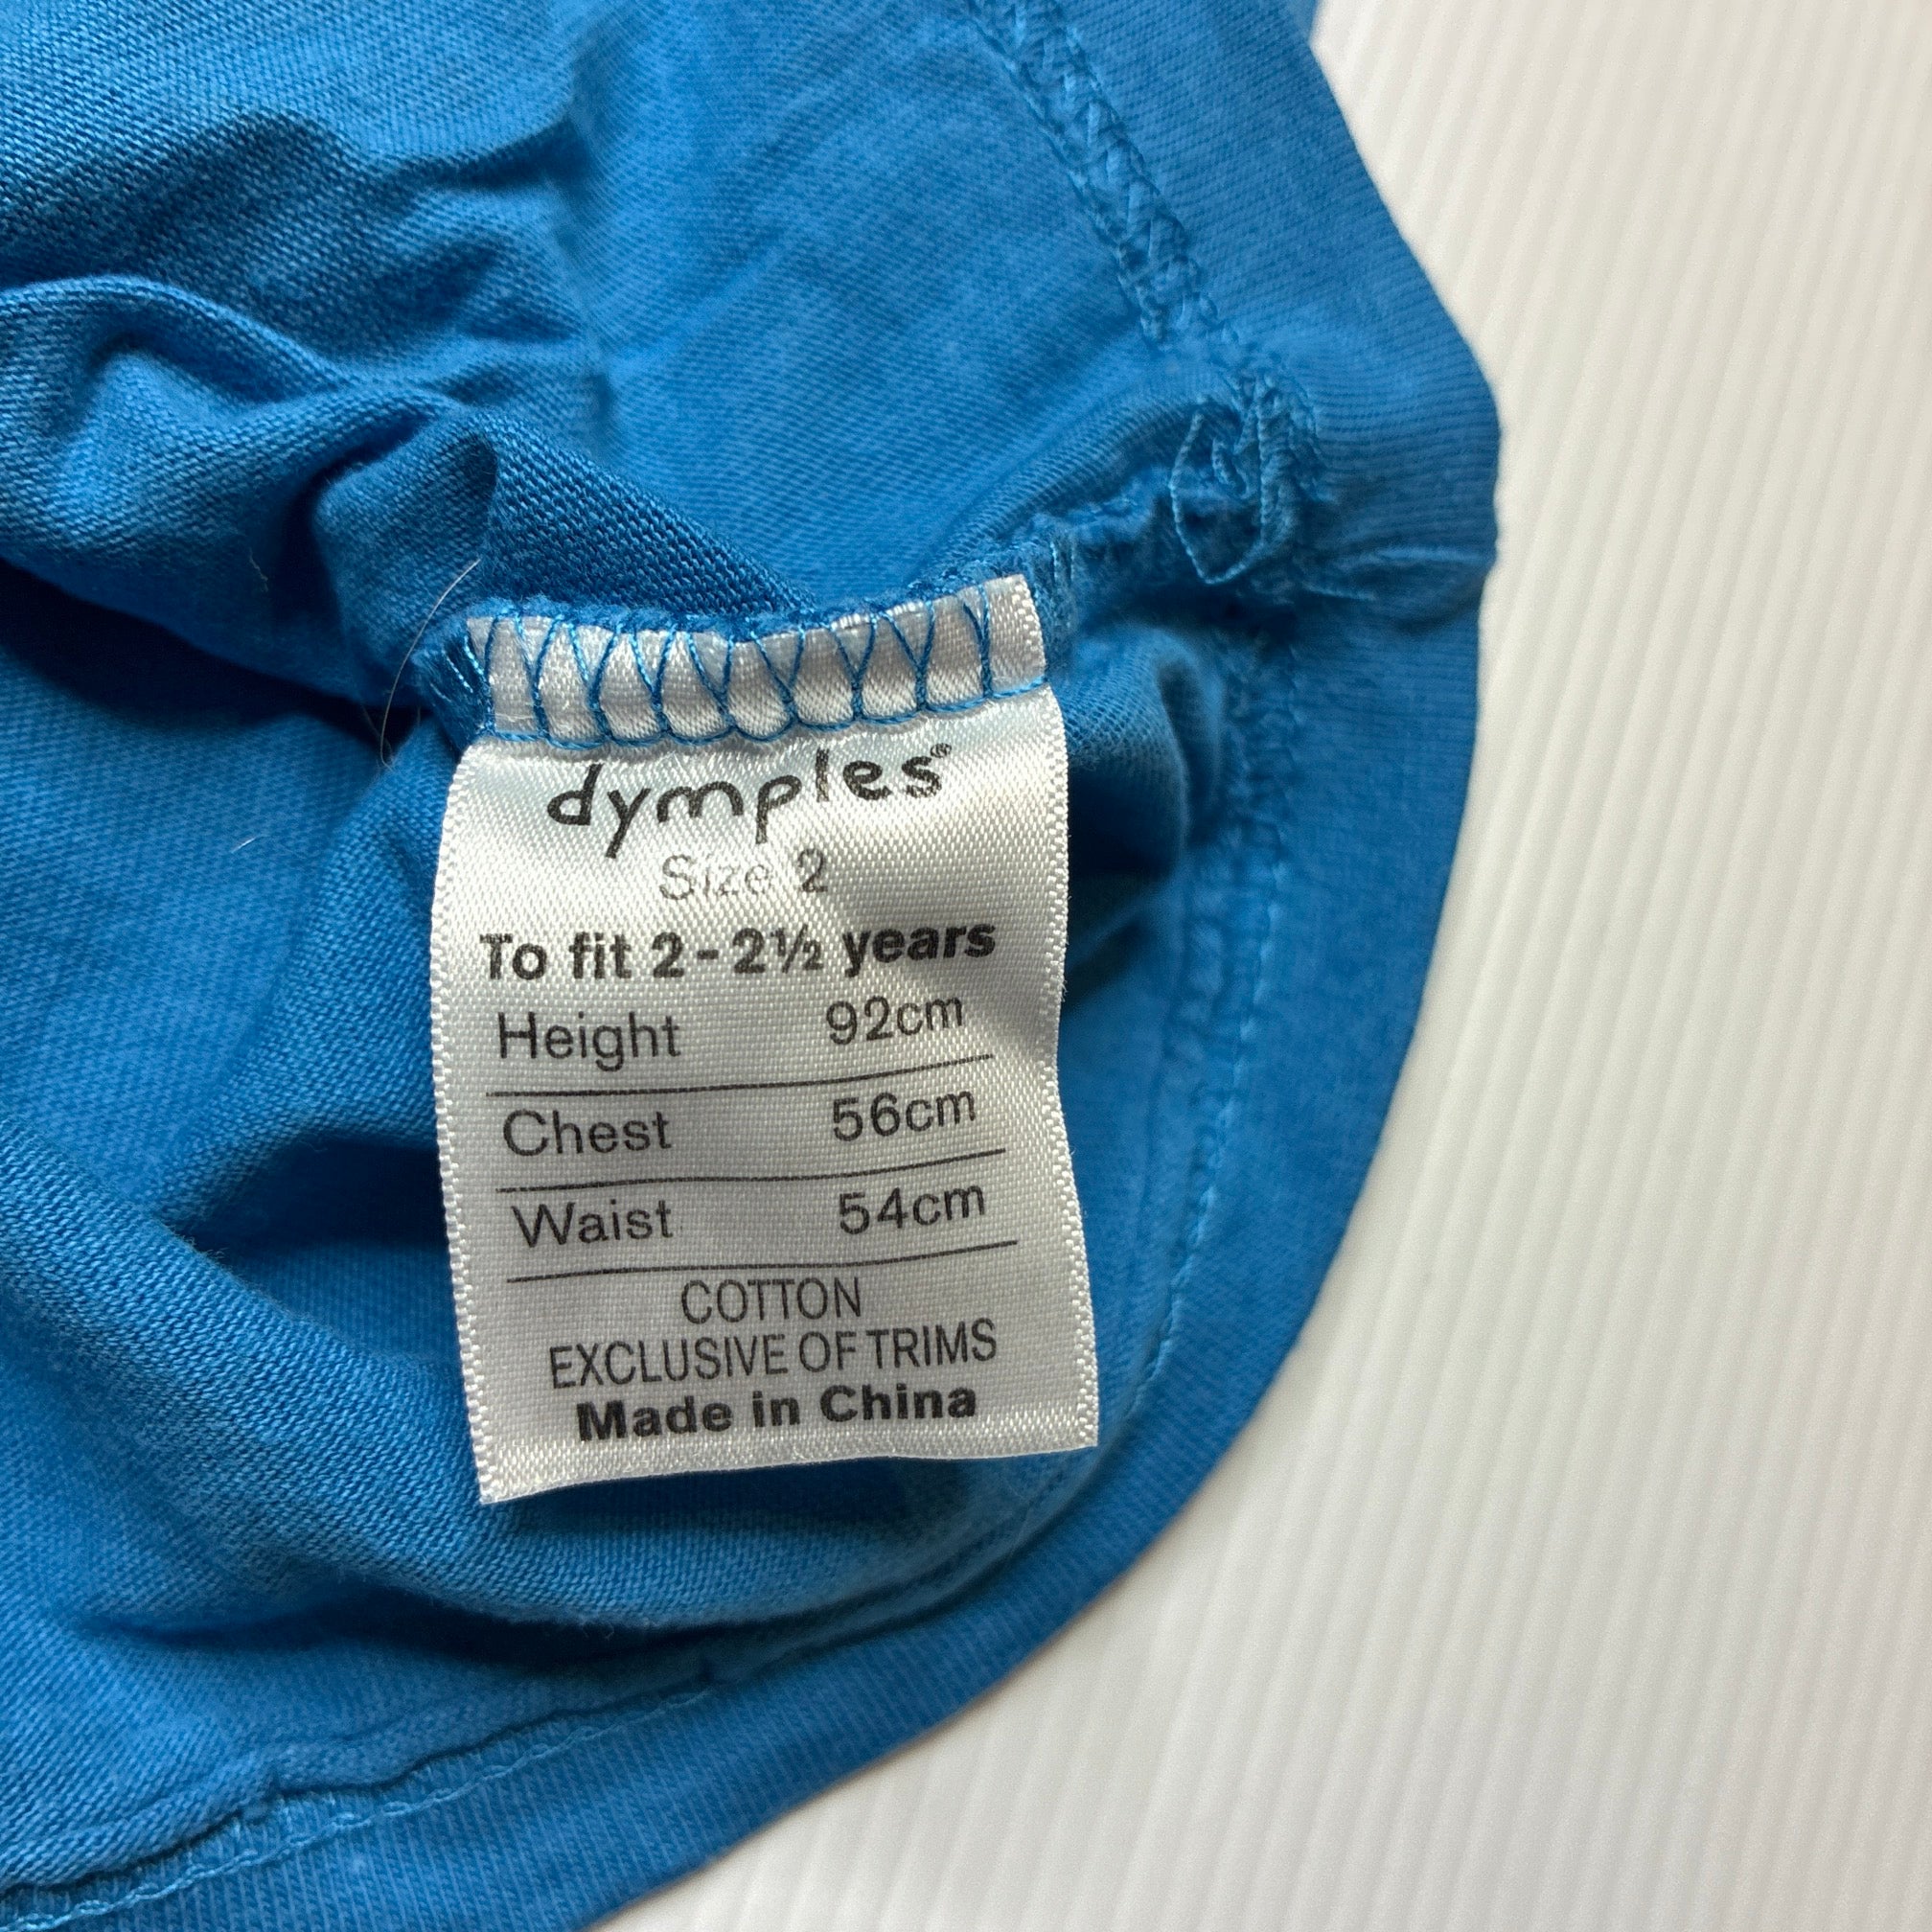 dymples®
Size 2
To fit 2 - 2½ years
Height 92cm
Chest 56cm
Waist 54cm
COTTON
EXCLUSIVE OF TRIMS
Made in China